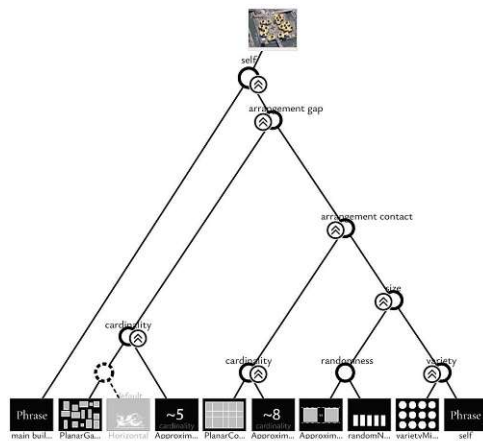 self
arrangement gap
arrangement contact
size
cardinality
cardinality
randomness
variety
default
Phrase
~5
cardinality
~8
cardinality
Phrase
main buil...
PlanarGa...
Horizontal
Approxim...
PlanarCo...
Approxim...
Approxim...
randomN...
varietyMi...
self